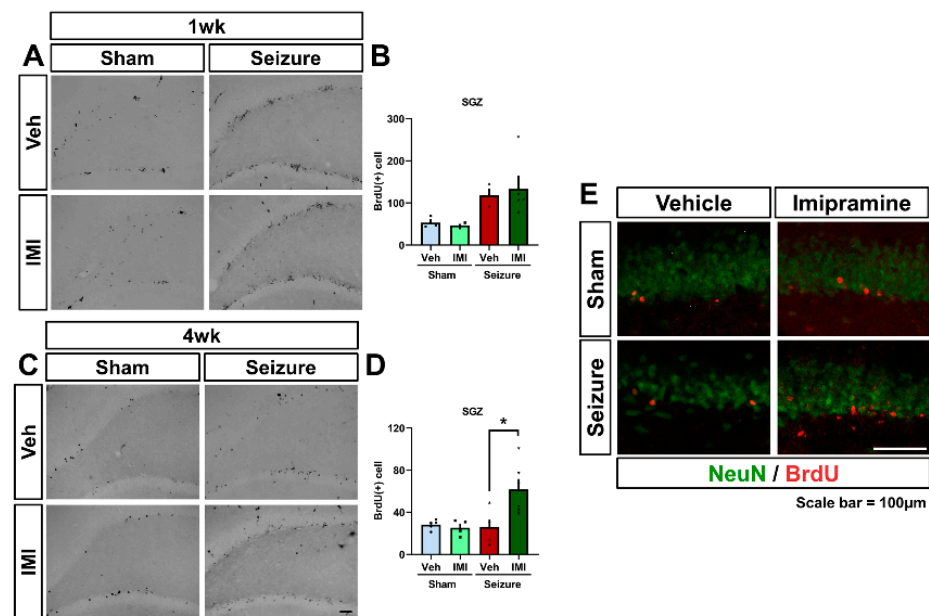 1wk
A
Sham
Seizure
B
Veh
IMI
SGZ
BrdU(+) cell
300
200
100
0
Veh IMI Veh IMI
Sham Seizure
4wk
C
Sham
Seizure
D
Veh
IMI
SGZ
*
BrdU(+) cell
120
80
40
0
Veh IMI Veh IMI
Sham Seizure
E
Vehicle
Imipramine
Sham
Seizure
NeuN / BrdU
Scale bar = 100µm